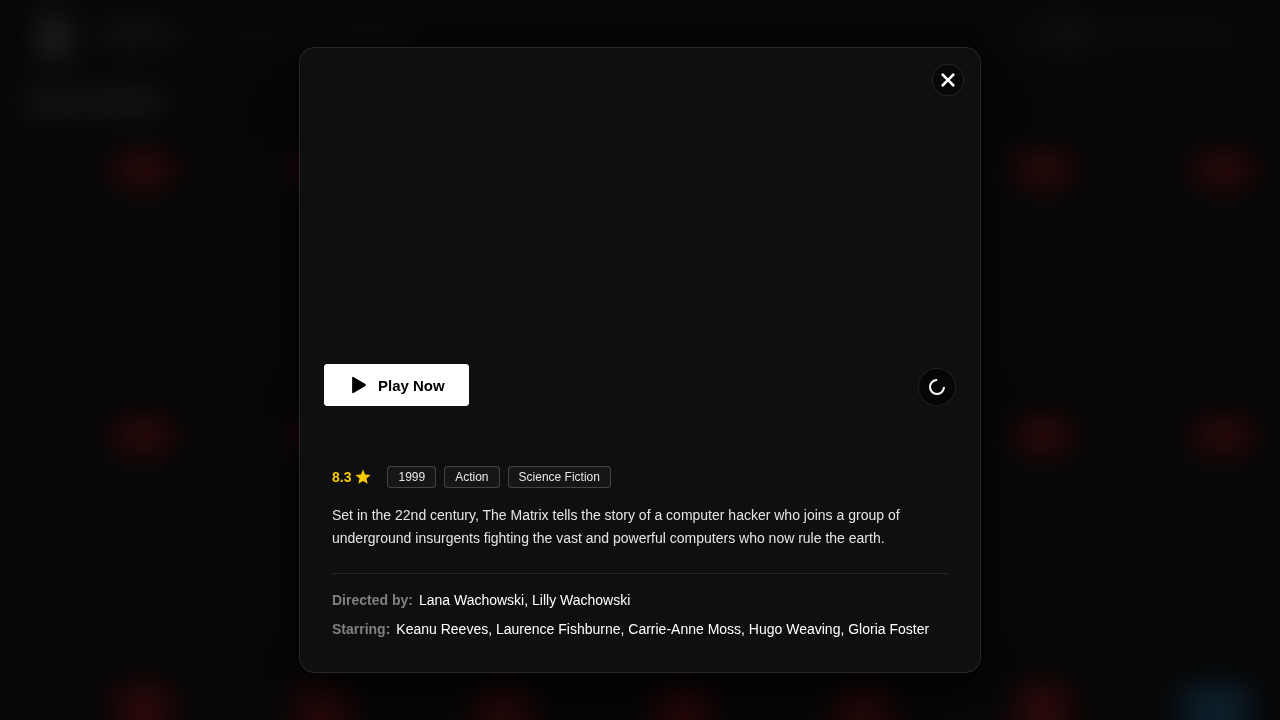 Play Now
8.3 1999 Action Science Fiction
Set in the 22nd century, The Matrix tells the story of a computer hacker who joins a group of
underground insurgents fighting the vast and powerful computers who now rule the earth.
Directed by: Lana Wachowski, Lilly Wachowski
Starring: Keanu Reeves, Laurence Fishburne, Carrie-Anne Moss, Hugo Weaving, Gloria Foster